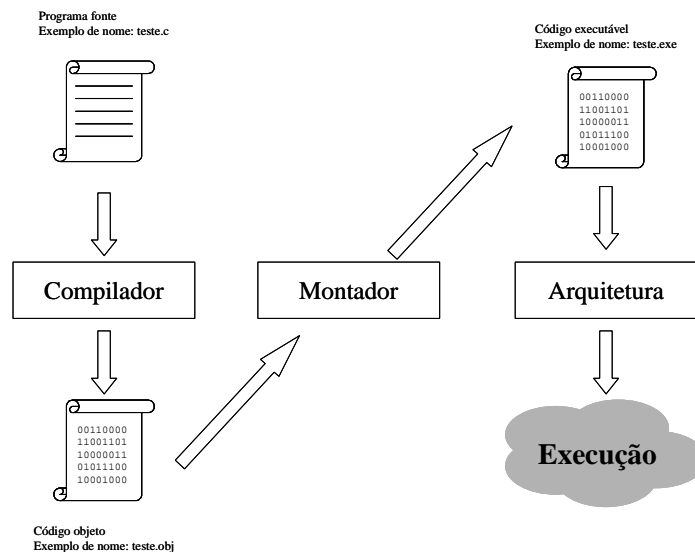 Programa fonte
Exemplo de nome: teste.c
Compilador
00110000
11001101
10000011
01011100
10001000
Código objeto
Exemplo de nome: teste.obj
Montador
Código executável
Exemplo de nome: teste.exe
00110000
11001101
10000011
01011100
10001000
Arquitetura
Execução